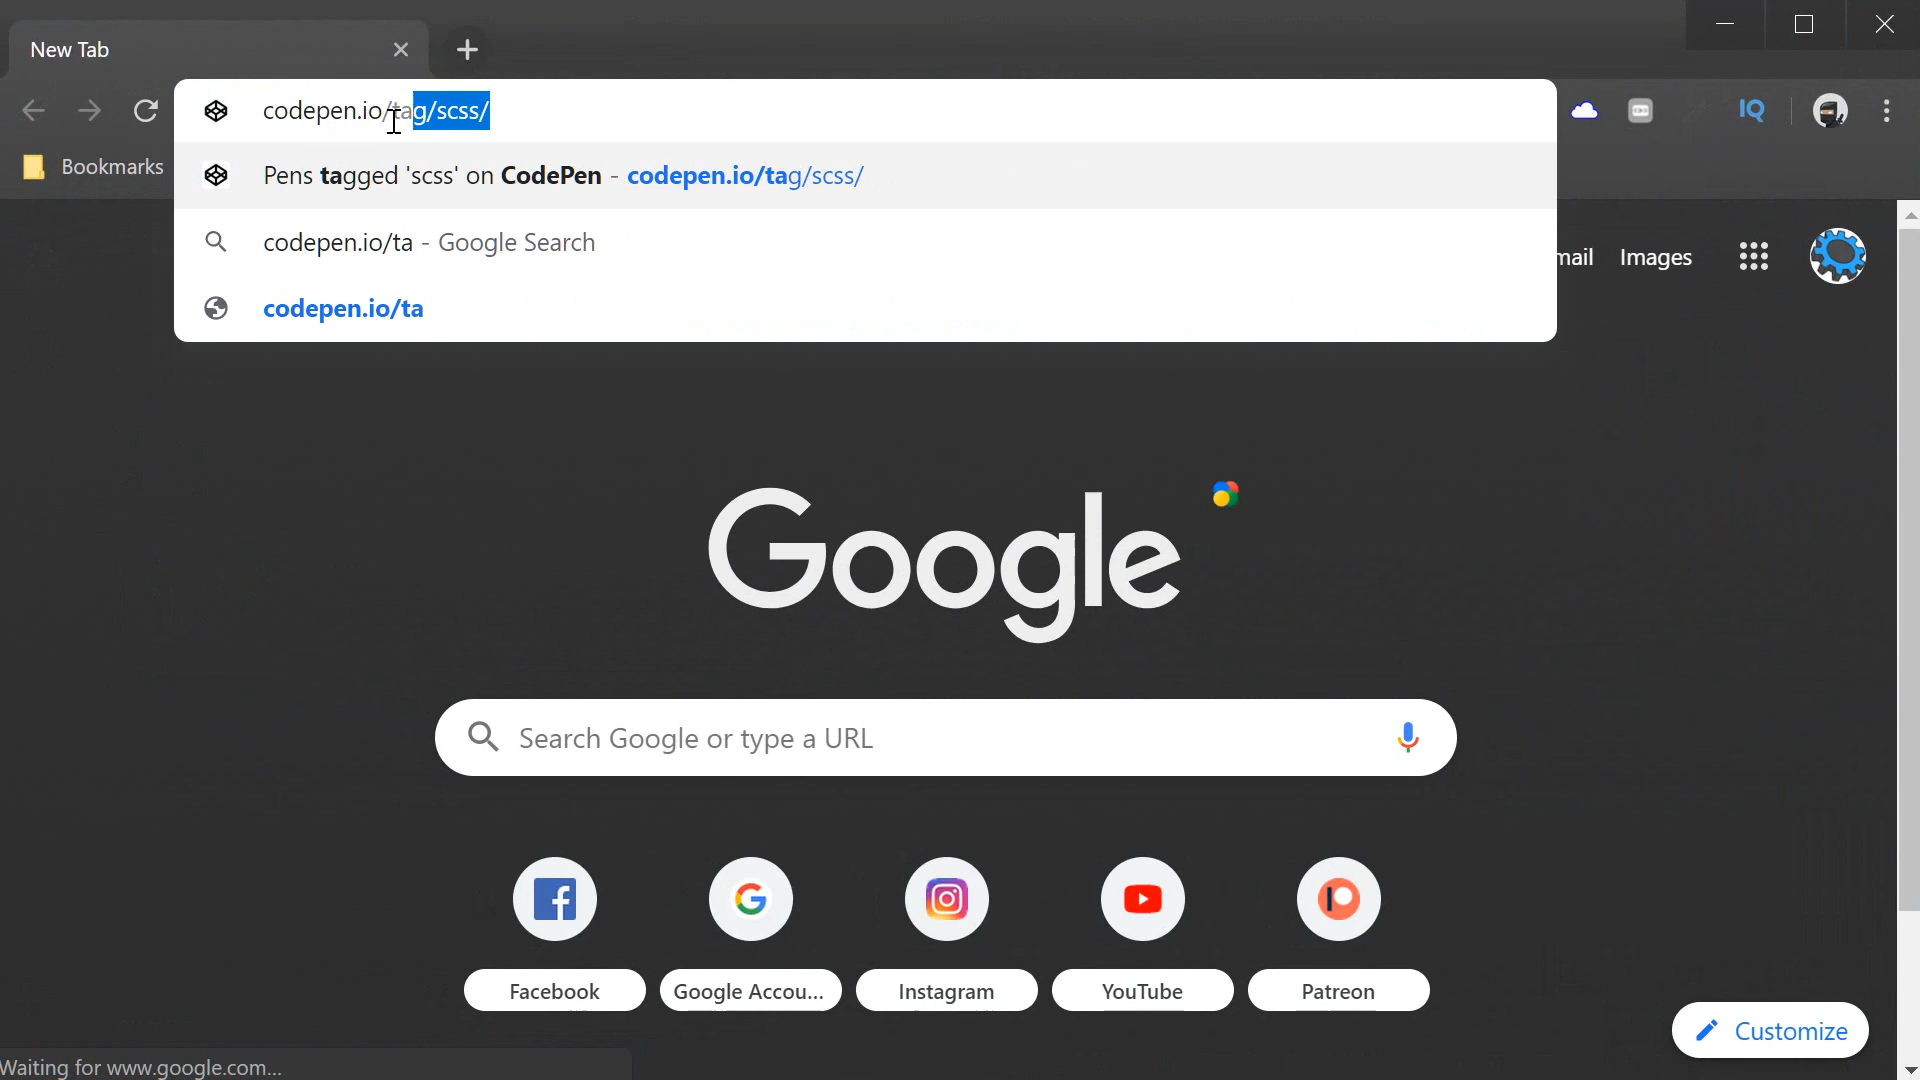 New Tab
codepen.io/tag/scss/
Bookmarks
Pens tagged 'scss' on CodePen - codepen.io/tag/scss/
codepen.io/ta - Google Search
codepen.io/ta
mail Images
IQ
Google
Search Google or type a URL
Facebook
Google Accou...
Instagram
YouTube
Patreon
Customize
Waiting for www.google.com...